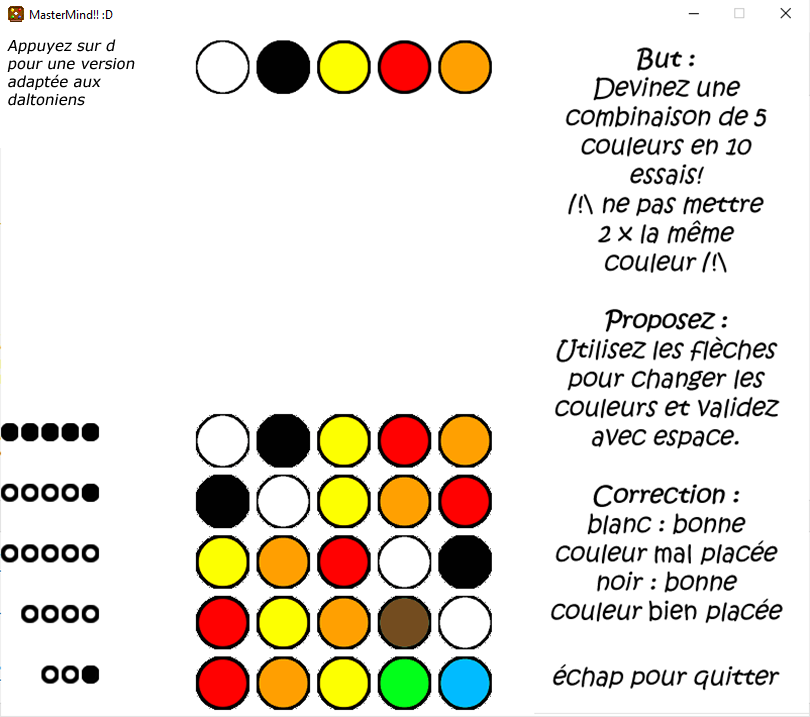 MasterMind!! :D
Appuyez sur d
pour une version
adaptée aux
daltoniens
But :
Devinez une
combinaison de 5
couleurs en 10
essais!
/!\ ne pas mettre
2 x la même
couleur /!\
Proposez :
Utilisez les flèches
pour changer les
couleurs et validez
avec espace.
Correction :
blanc : bonne
couleur mal placée
noir : bonne
couleur bien placée
échap pour quitter